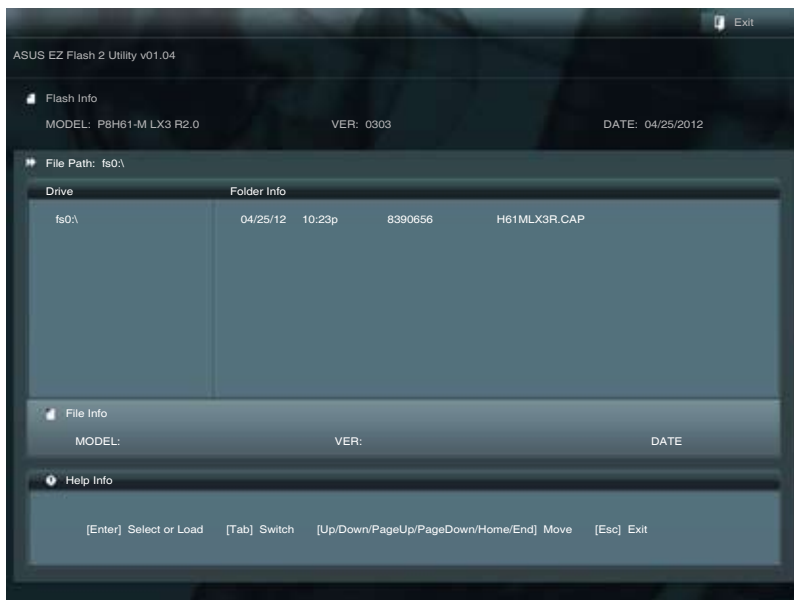 Exit
ASUS EZ Flash 2 Utility v01.04
Flash Info
MODEL: P8H61-M LX3 R2.0 VER: 0303 DATE: 04/25/2012
File Path: fs0:\
Drive Folder Info
fs0:\ 04/25/12 10:23p 8390656 H61MLX3R.CAP
File Info
MODEL: VER: DATE
Help Info
[Enter] Select or Load [Tab] Switch [Up/Down/PageUp/PageDown/Home/End] Move [Esc] Exit